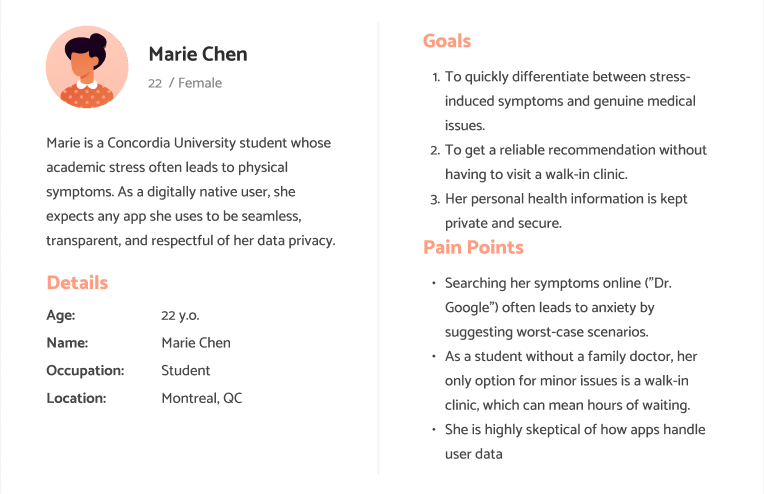 Marie Chen
22 / Female
Marie is a Concordia University student whose
academic stress often leads to physical
symptoms. As a digitally native user, she
expects any app she uses to be seamless,
transparent, and respectful of her data privacy.
Details
Age: 22 y.o.
Name: Marie Chen
Occupation: Student
Location: Montreal, QC
Goals
1. To quickly differentiate between stress-
induced symptoms and genuine medical
issues.
2. To get a reliable recommendation without
having to visit a walk-in clinic.
3. Her personal health information is kept
private and secure.
Pain Points
• Searching her symptoms online ("Dr.
Google") often leads to anxiety by
suggesting worst-case scenarios.
• As a student without a family doctor, her
only option for minor issues is a walk-in
clinic, which can mean hours of waiting.
• She is highly skeptical of how apps handle
user data